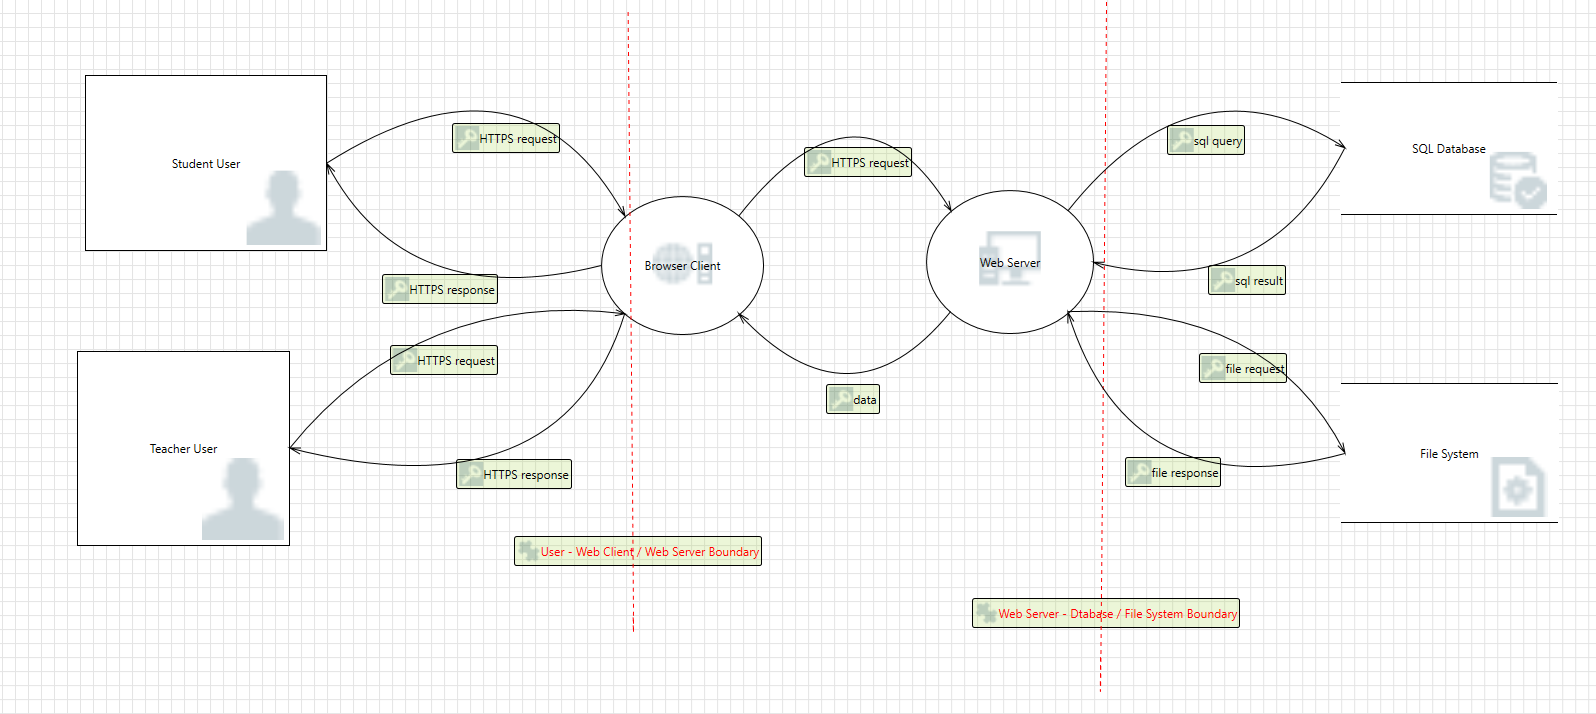 Student User
HTTPS request
HTTPS response
HTTPS request
Teacher User
HTTPS response
User - Web Client / Web Server Boundary
Browser Client
HTTPS request
data
Web Server
sql query
SQL Database
sql result
file request
File System
file response
Web Server - Dtabase / File System Boundary